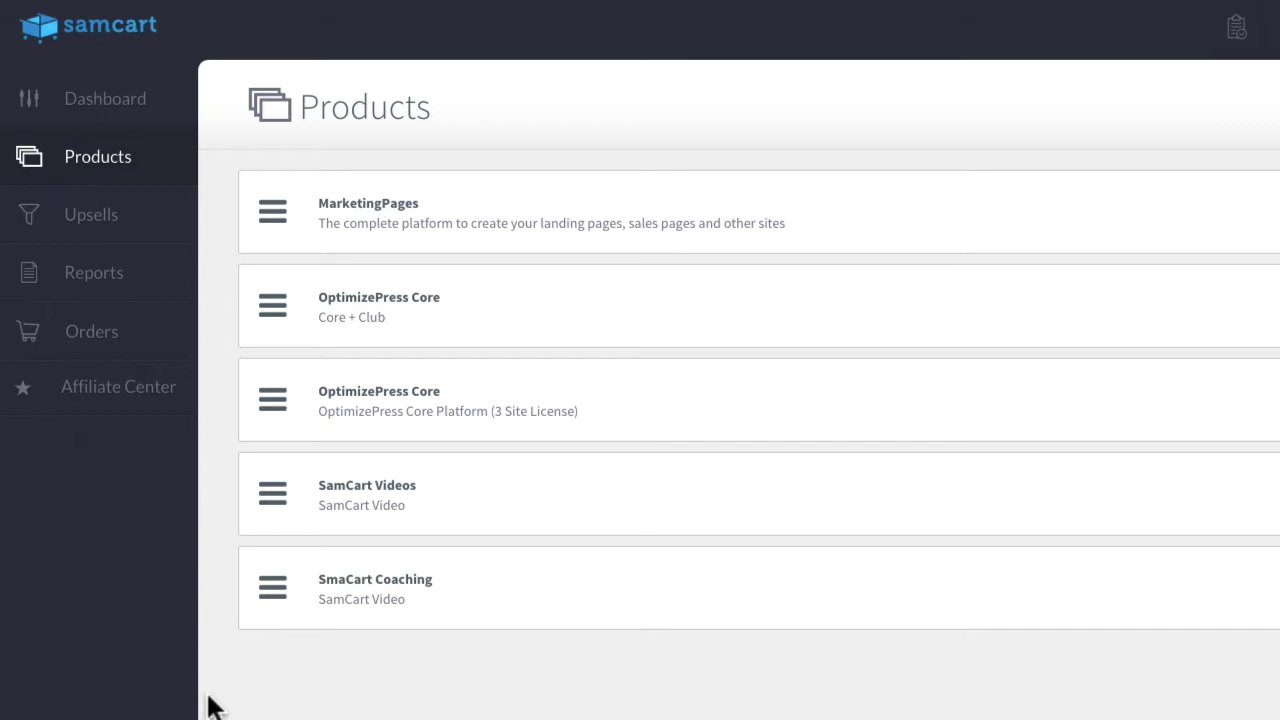 samcart
Dashboard
Products
Upsells
Reports
Orders
Affiliate Center
Products
MarketingPages
The complete platform to create your landing pages, sales pages and other sites
OptimizePress Core
Core + Club
OptimizePress Core
OptimizePress Core Platform (3 Site License)
SamCart Videos
SamCart Video
SmaCart Coaching
SamCart Video